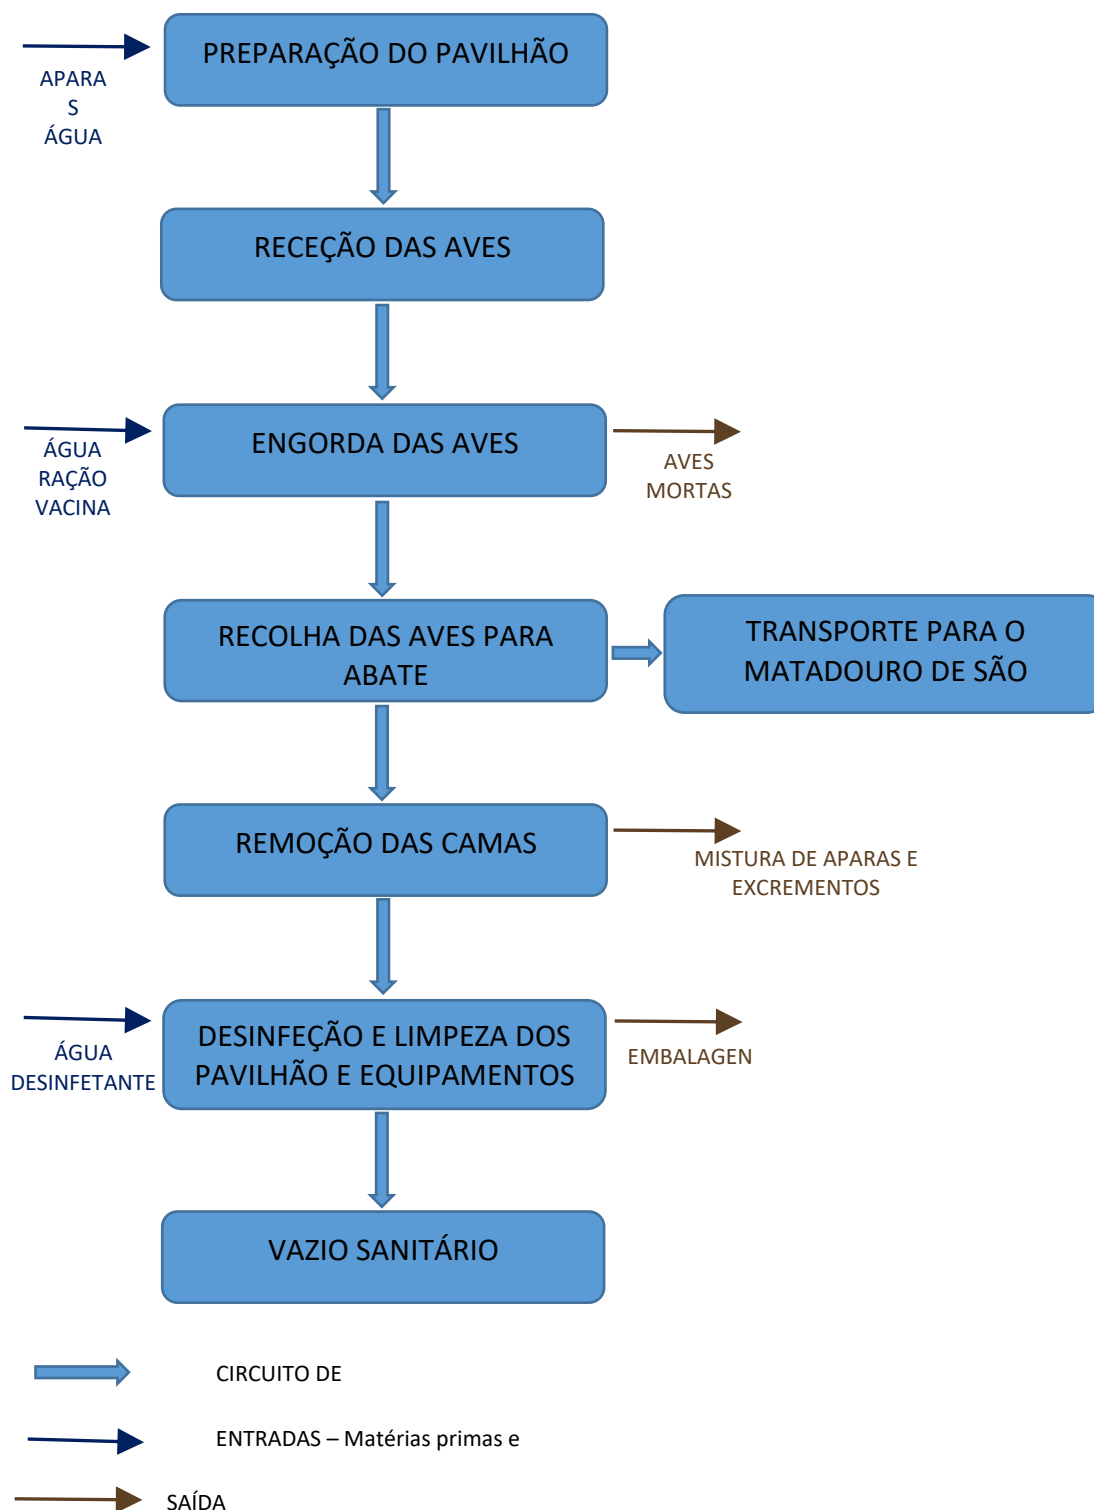 PREPARAÇÃO DO PAVILHÃO
APARA
S
ÁGUA
RECEÇÃO DAS AVES
ENGORDA DAS AVES
ÁGUA
RAÇÃO
VACINA
AVES
MORTAS
RECOLHA DAS AVES PARA
ABATE
TRANSPORTE PARA O
MATADOURO DE SÃO
REMOÇÃO DAS CAMAS
MISTURA DE APARAS E
EXCREMENTOS
DESINFEÇÃO E LIMPEZA DOS
PAVILHÃO E EQUIPAMENTOS
ÁGUA
DESINFETANTE
EMBALAGEN
VAZIO SANITÁRIO
CIRCUITO DE
ENTRADAS – Matérias primas e
SAÍDA